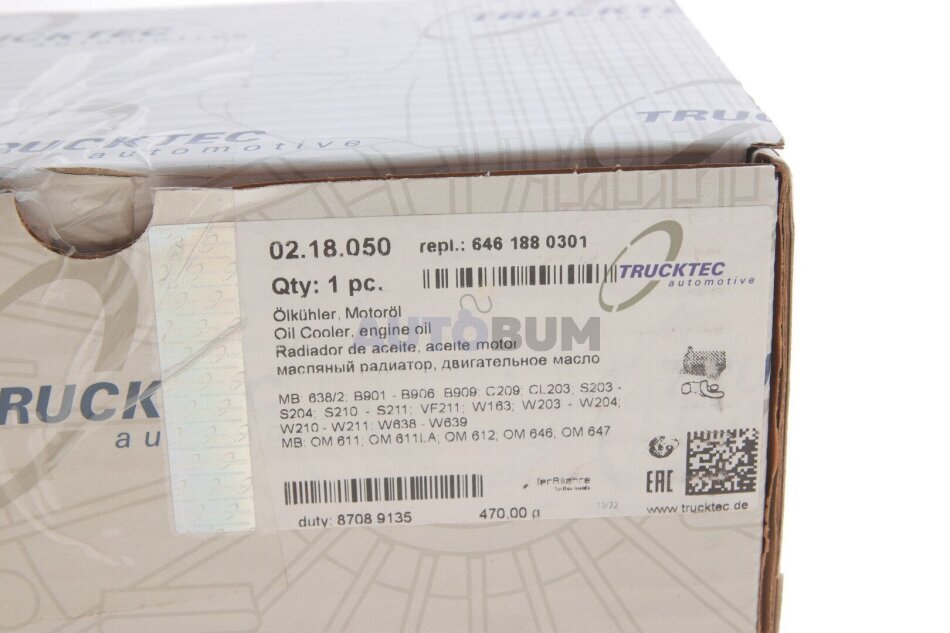 TRUCKTEC
TRUCKTEC
automotive
TRUC
02.18.050 repl.: 646 188 0301
Qty: 1 pc.
TRUCKTEC
automotive
AUTOBUM
Ölkühler, Motoröl
Oil Cooler, engine oil
Radiador de aceite, aceite motor
масляный радиатор, двигательное масло
MB 638/2; B901 - B906 B909; C209; CL203; S203 -
S204; S210 - S211; VF211; W163; W203 - W204;
W210 - W211; W638 - W639
MB: OM 611; OM 611LA; OM 612; OM 646; OM 647
RUCK
au
EAC
duty: 8708 9135 470,00 g 12/22 www.trucktec.de